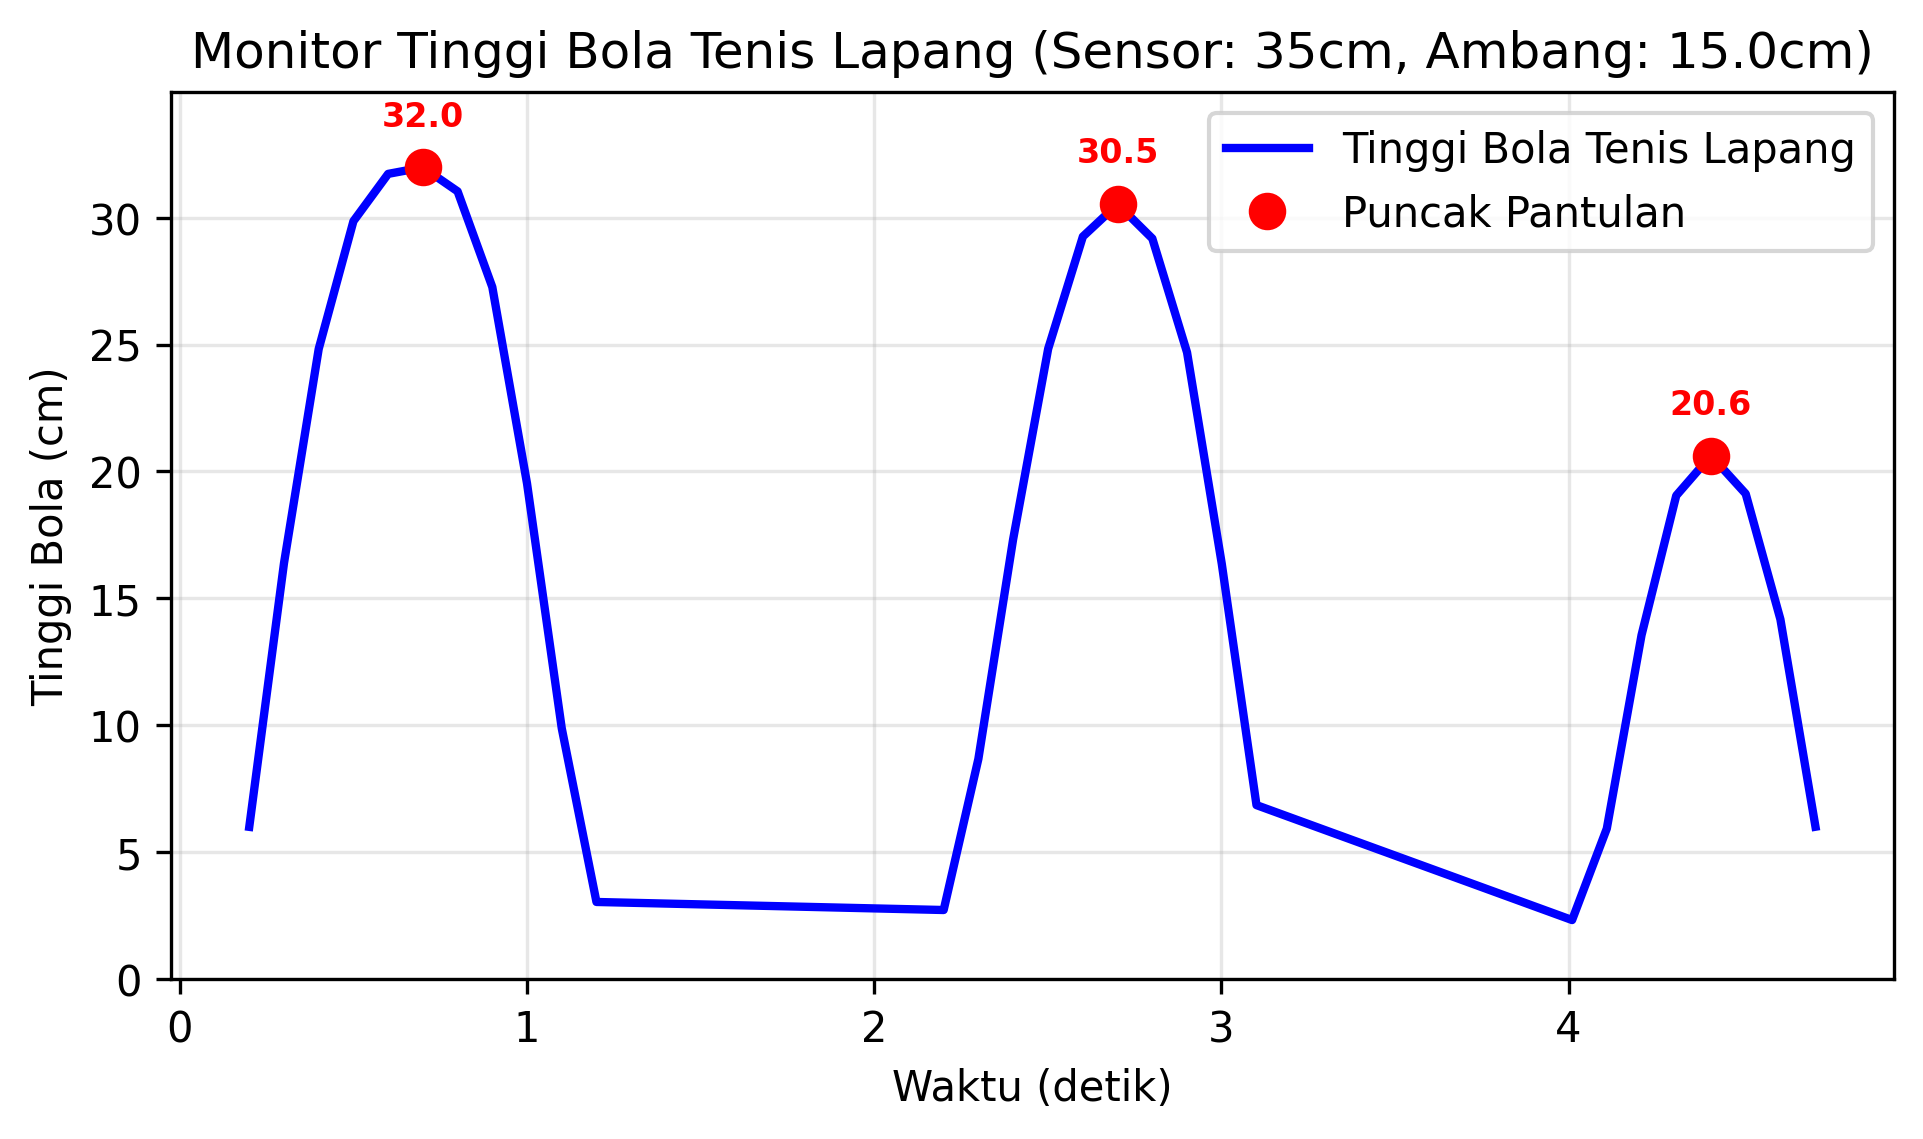 Monitor Tinggi Bola Tenis Lapang (Sensor: 35cm, Ambang: 15.0cm)
32.0
30.5
20.6
Tinggi Bola Tenis Lapang
Puncak Pantulan
Tinggi Bola (cm)
30
25
20
15
10
5
0
0 1 2 3 4
Waktu (detik)